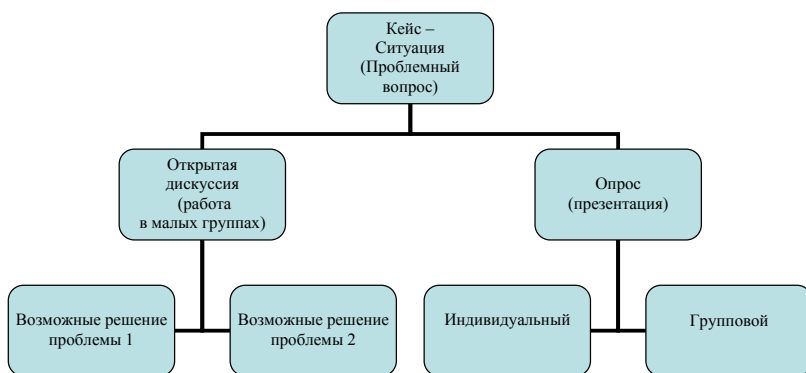 Кейс –
Ситуация
(Проблемный
вопрос)
Открытая
дискуссия
(работа
в малых группах)
Опрос
(презентация)
Возможные решение
проблемы 1
Возможные решение
проблемы 2
Индивидуальный
Групповой